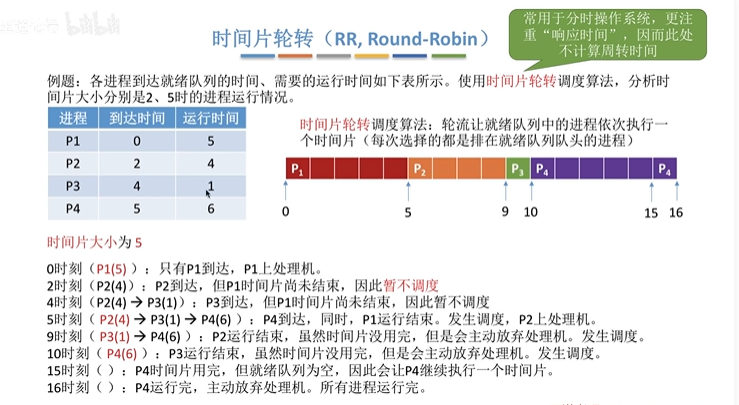 bilibili
常用于分时操作系统，更注
重“响应时间”，因而此处
不计算周转时间
时间片轮转（RR, Round-Robin）
例题：各进程到达就绪队列的时间、需要的运行时间如下表所示。使用时间片轮转调度算法，分析时
间片大小分别是2、5时的进程运行情况。
进程 到达时间 运行时间
P1 0 5
P2 2 4
P3 4 1
P4 5 6
时间片轮转调度算法：轮流让就绪队列中的进程依次执行一
个时间片（每次选择的都是排在就绪队列队头的进程）
P1 P2 P3 P4 P4
0 5 9 10 15 16
时间片大小为 5
0时刻（P1(5)）：只有P1到达，P1上处理机。
2时刻（P2(4)）：P2到达，但P1时间片尚未结束，因此暂不调度
4时刻（P2(4) → P3(1)）：P3到达，但P1时间片尚未结束，因此暂不调度
5时刻（ P2(4) → P3(1) → P4(6) ）：P4到达，同时，P1运行结束。发生调度，P2上处理机。
9时刻（ P3(1) → P4(6) ）：P2运行结束，虽然时间片没用完，但是会主动放弃处理机。发生调度。
10时刻（ P4(6) ）：P3运行结束，虽然时间片没用完，但是会主动放弃处理机。发生调度。
15时刻（ ）：P4时间片用完，但就绪队列为空，因此会让P4继续执行一个时间片。
16时刻（ ）：P4运行完，主动放弃处理机。所有进程运行完。